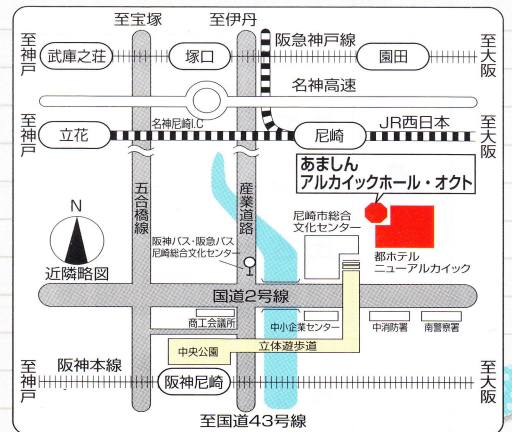 至宝塚
至伊丹
至神戸
武庫之荘
塚口
阪急神戸線
園田
至大阪
名神高速
名神尼崎I.C
至神戸
立花
尼崎
JR西日本
至大阪
あましん
アルカイックホール・オクト
五合橋線
産業道路
尼崎市総合
文化センター
N
近隣略図
阪神バス・阪急バス
尼崎総合文化センター
都ホテル
ニューアルカイック
国道2号線
商工会議所
中小企業センター
中消防署
南警察署
中央公園
立体遊歩道
至神戸
阪神本線
阪神尼崎
至大阪
至国道43号線